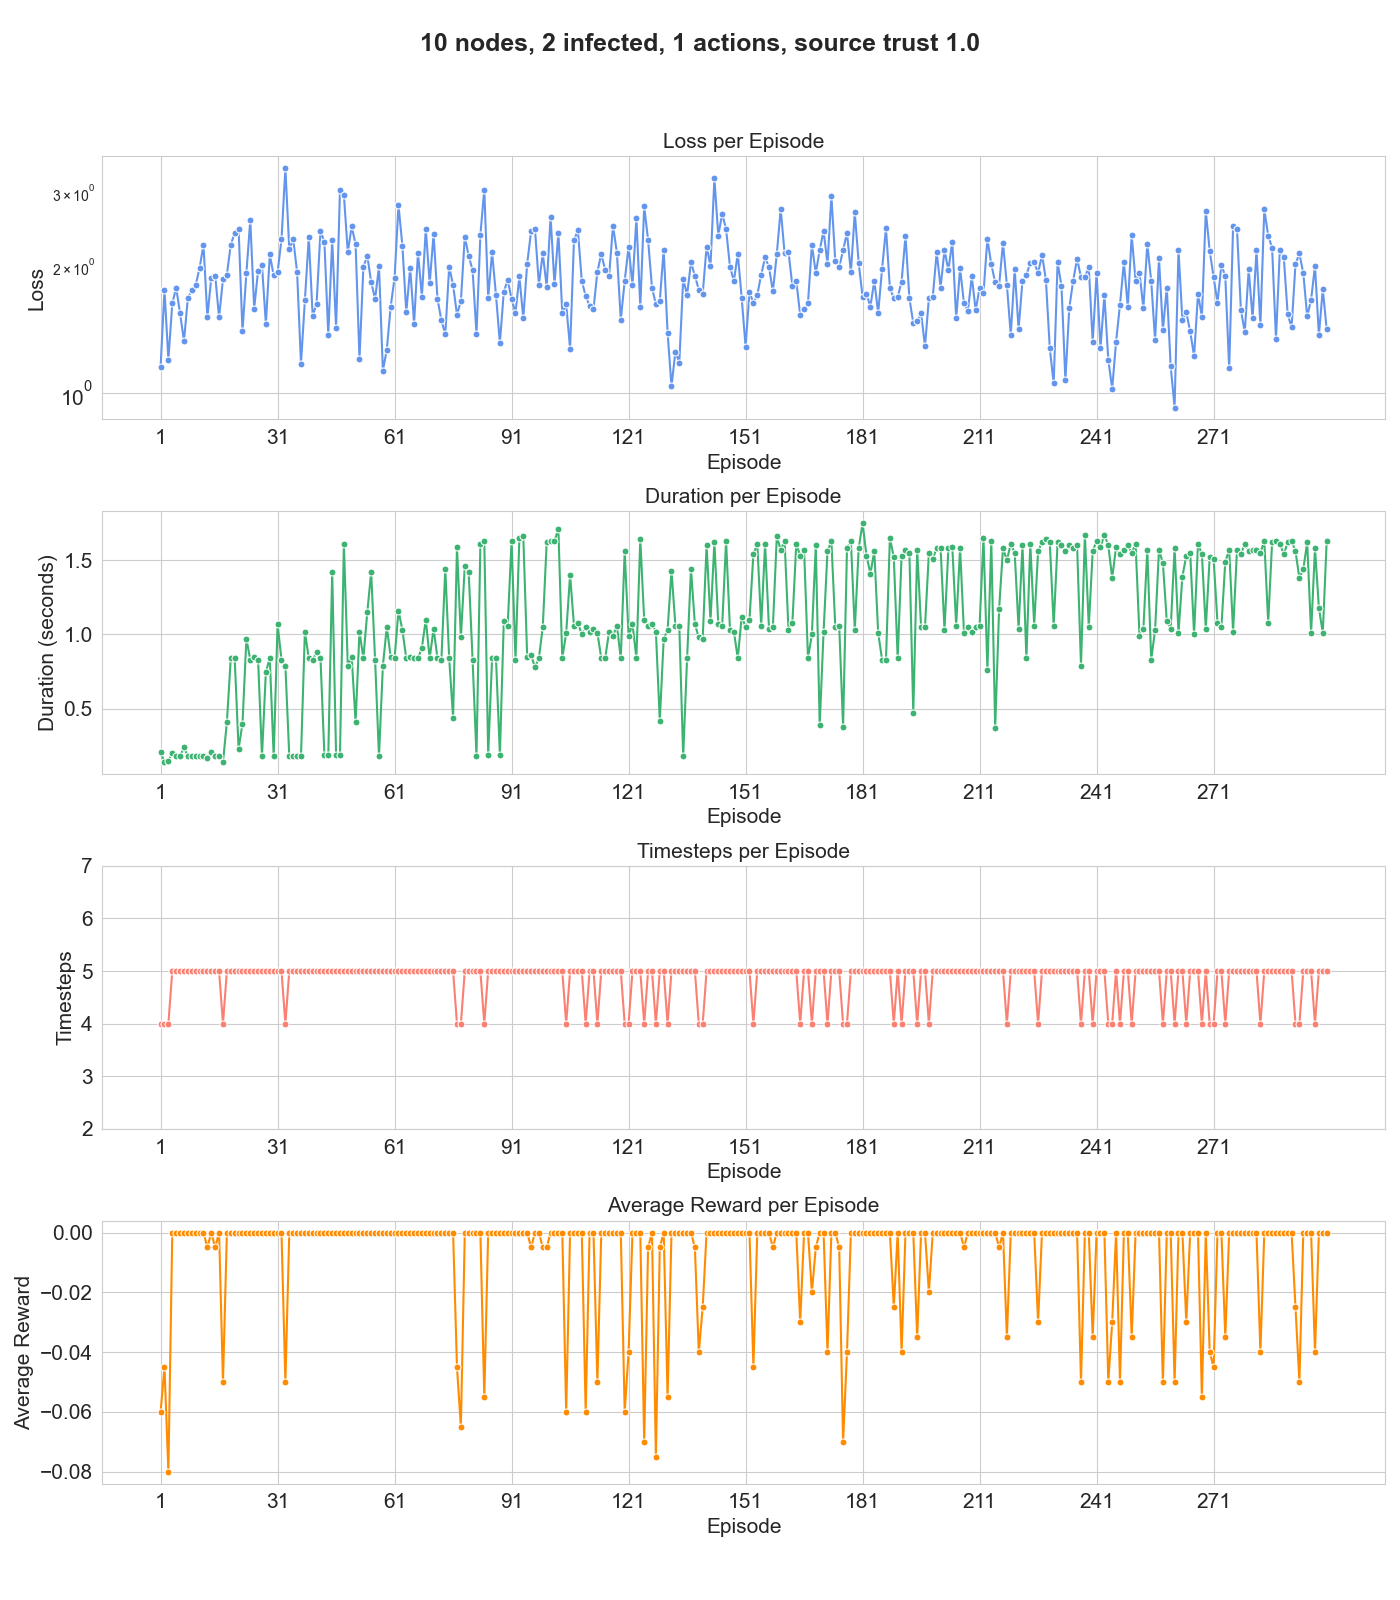 10 nodes, 2 infected, 1 actions, source trust 1.0
Loss per Episode
3 × 10⁰
2 × 10⁰
10⁰
Loss
1 31 61 91 121 151 181 211 241 271
Episode
Duration per Episode
1.5
1.0
0.5
Duration (seconds)
1 31 61 91 121 151 181 211 241 271
Episode
Timesteps per Episode
7
6
5
4
3
2
Timesteps
1 31 61 91 121 151 181 211 241 271
Episode
Average Reward per Episode
0.00
−0.02
−0.04
−0.06
−0.08
Average Reward
1 31 61 91 121 151 181 211 241 271
Episode